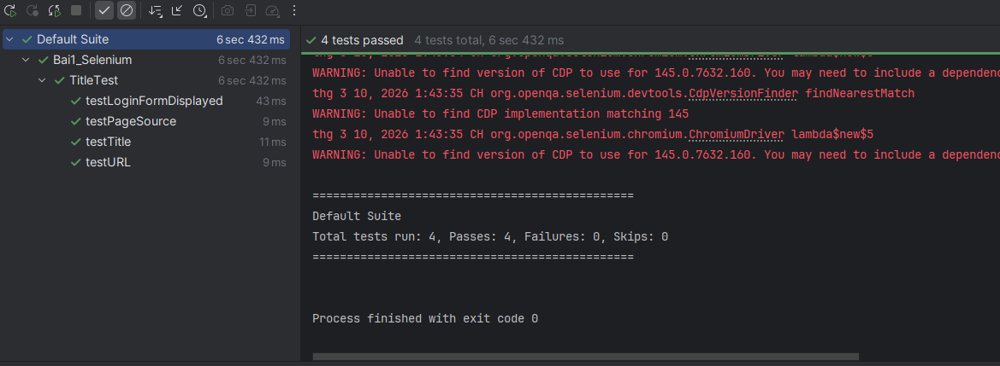 Default Suite 6 sec 432 ms
Bai1_Selenium 6 sec 432 ms
TitleTest 6 sec 432 ms
testLoginFormDisplayed 43 ms
testPageSource 9 ms
testTitle 11 ms
testURL 9 ms
4 tests passed 4 tests total, 6 sec 432 ms
WARNING: Unable to find version of CDP to use for 145.0.7632.160. You may need to include a dependenc
thg 3 10, 2026 1:43:35 CH org.openqa.selenium.devtools.CdpVersionFinder findNearestMatch
WARNING: Unable to find CDP implementation matching 145
thg 3 10, 2026 1:43:35 CH org.openqa.selenium.chromium.ChromiumDriver lambda$new$5
WARNING: Unable to find version of CDP to use for 145.0.7632.160. You may need to include a dependenc
===============================================
Default Suite
Total tests run: 4, Passes: 4, Failures: 0, Skips: 0
===============================================
Process finished with exit code 0